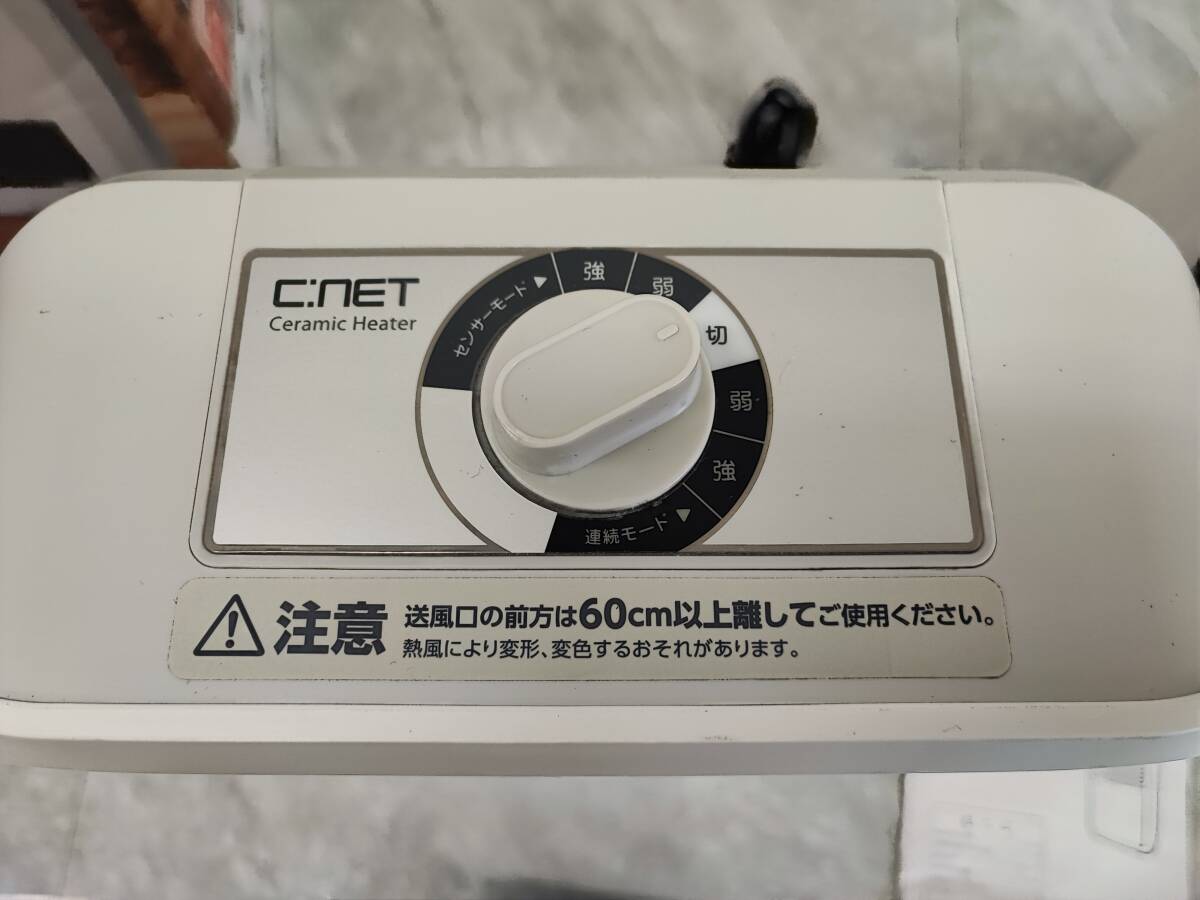 C:NET
Ceramic Heater
センサーモード ▶
強
弱
切
弱
強
連続モード ▶
注意
送風口の前方は60cm以上離してご使用ください。
熱風により変形、変色するおそれがあります。